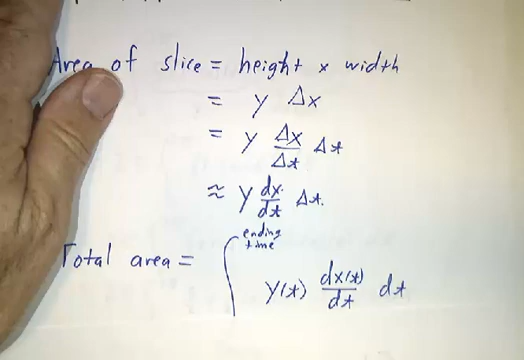 Area of slice = height x width
= y Δx
= y Δx/Δt Δt
≈ y dx/dt Δt.
ending time
Total area = ∫ y(t) dx(t)/dt dt